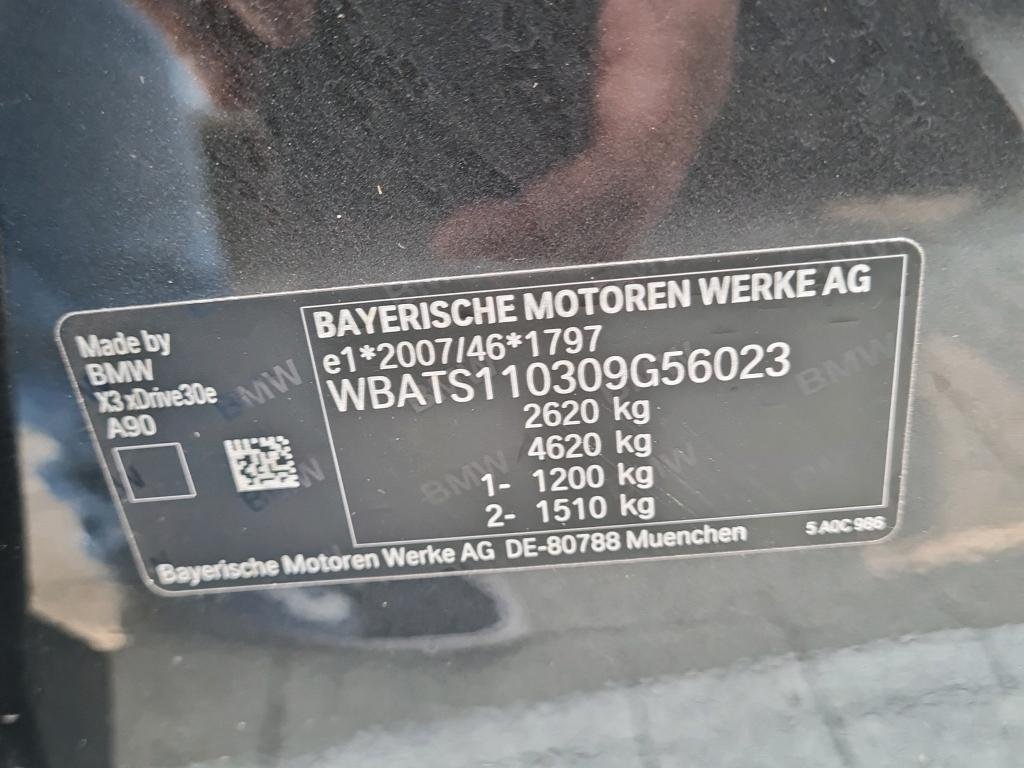 Made by
BMW
X3 xDrive30e
A90
BAYERISCHE MOTOREN WERKE AG
e1*2007/46*1797
WBATS110309G56023
2620 kg
4620 kg
1- 1200 kg
2- 1510 kg
Bayerische Motoren Werke AG DE-80788 Muenchen
5 A0C 986